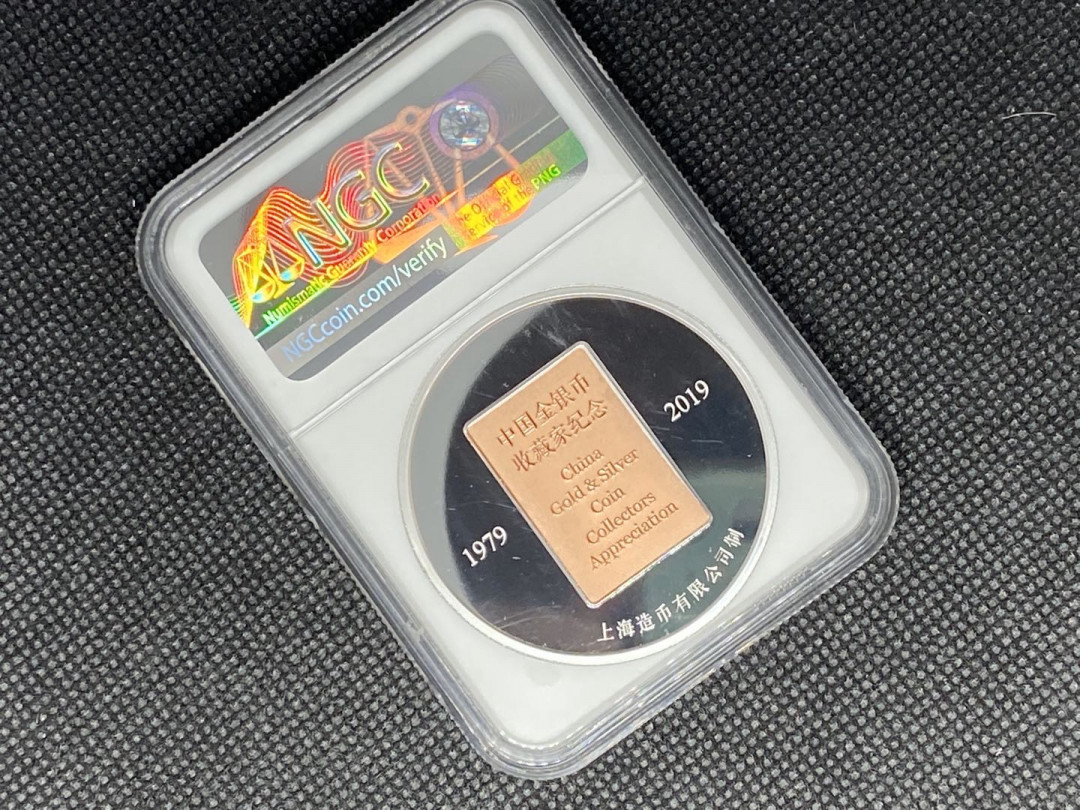 NGC
Numismatic Guaranty Corporation
The Official Grading
Service of the PNG
NGCcoin.com/verify
中国金银币
收藏家纪念
China
Gold & Silver
Coin
Collectors
Appreciation
1979
2019
上海造币有限公司制